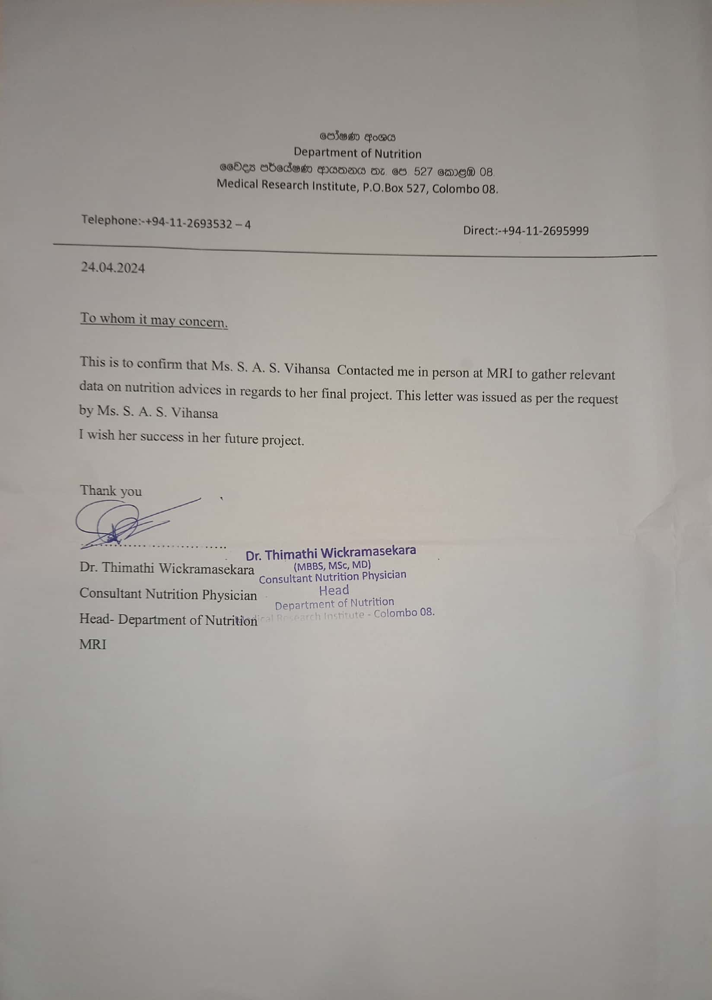 පෝෂණ අංශය
Department of Nutrition
වෛද්‍ය පර්යේෂණ ආයතනය තැ. පෙ. 527 කොළඹ 08.
Medical Research Institute, P.O.Box 527, Colombo 08.
Telephone:-+94-11-2693532 – 4
Direct:-+94-11-2695999
24.04.2024
To whom it may concern.
This is to confirm that Ms. S. A. S. Vihansa Contacted me in person at MRI to gather relevant
data on nutrition advices in regards to her final project. This letter was issued as per the request
by Ms. S. A. S. Vihansa
I wish her success in her future project.
Thank you
Dr. Thimathi Wickramasekara
Consultant Nutrition Physician
Head- Department of Nutrition
MRI
Dr. Thimathi Wickramasekara
(MBBS, MSc, MD)
Consultant Nutrition Physician
Head
Department of Nutrition
Medical Research Institute - Colombo 08.